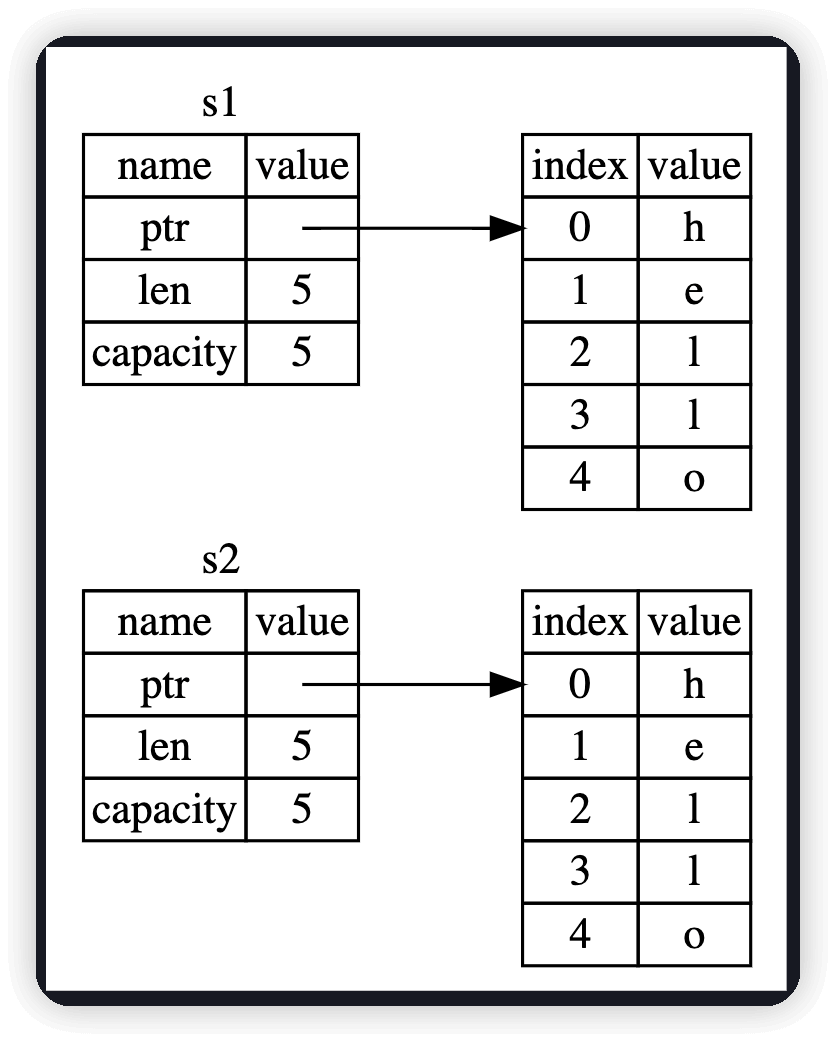 s1
name value index value
ptr 0 h
len 5 1 e
capacity 5 2 l
3 l
4 o
s2
name value index value
ptr 0 h
len 5 1 e
capacity 5 2 l
3 l
4 o